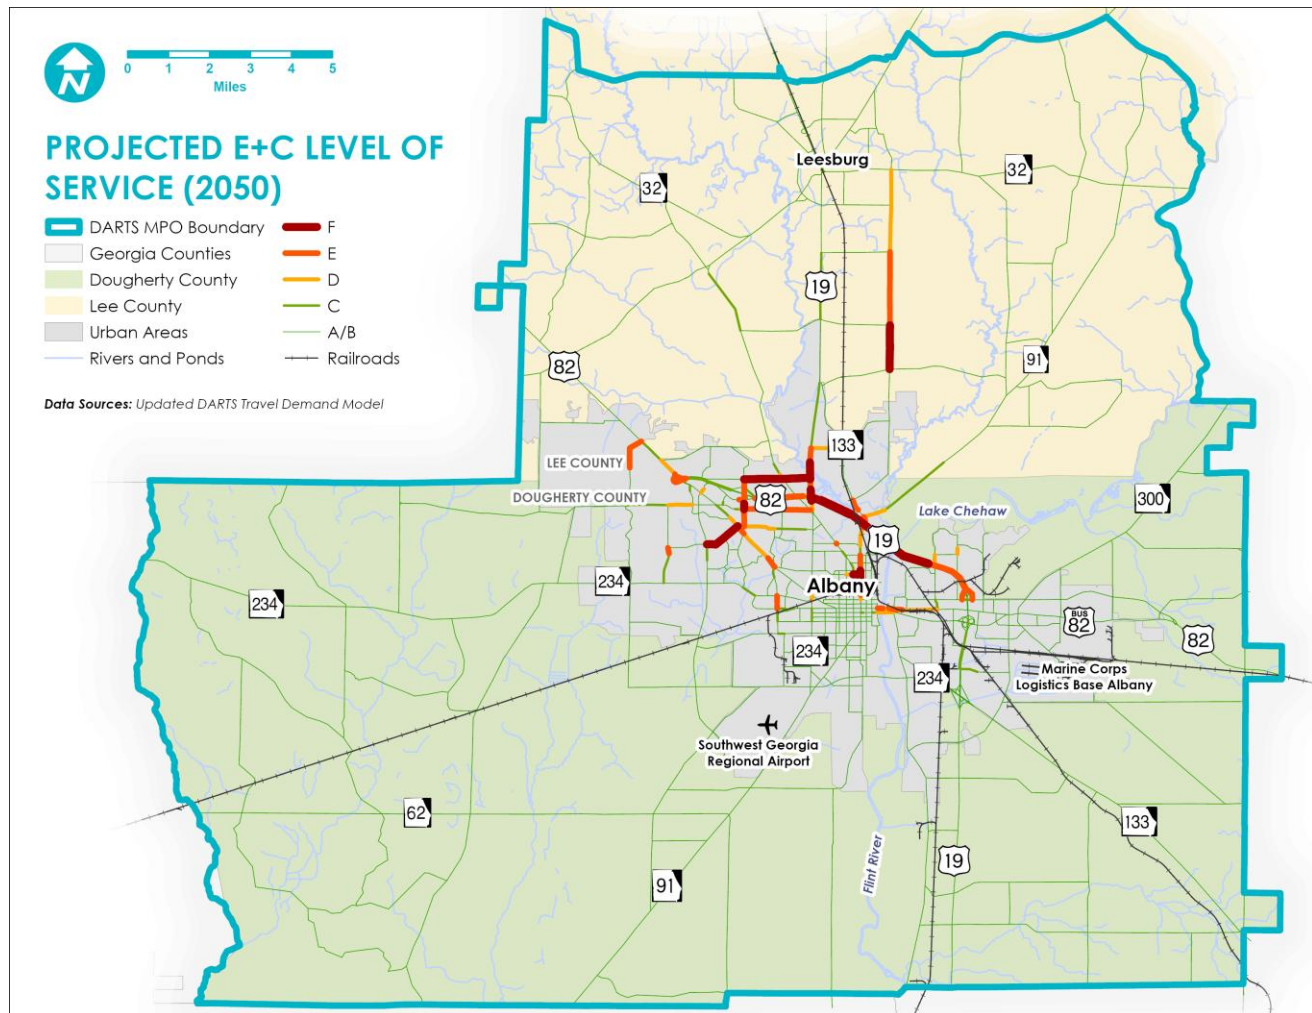 N
0 1 2 3 4 5
Miles
PROJECTED E+C LEVEL OF
SERVICE (2050)
DARTS MPO Boundary
Georgia Counties
Dougherty County
Lee County
Urban Areas
Rivers and Ponds
F
E
D
C
A/B
Railroads
Data Sources: Updated DARTS Travel Demand Model
Leesburg
32
32
19
82
91
133
LEE COUNTY
DOUGHERTY COUNTY
82
300
Lake Chehaw
19
Albany
234
234
BUS
82
82
234
234
Marine Corps
Logistics Base Albany
Southwest Georgia
Regional Airport
62
133
Flint River
19
91